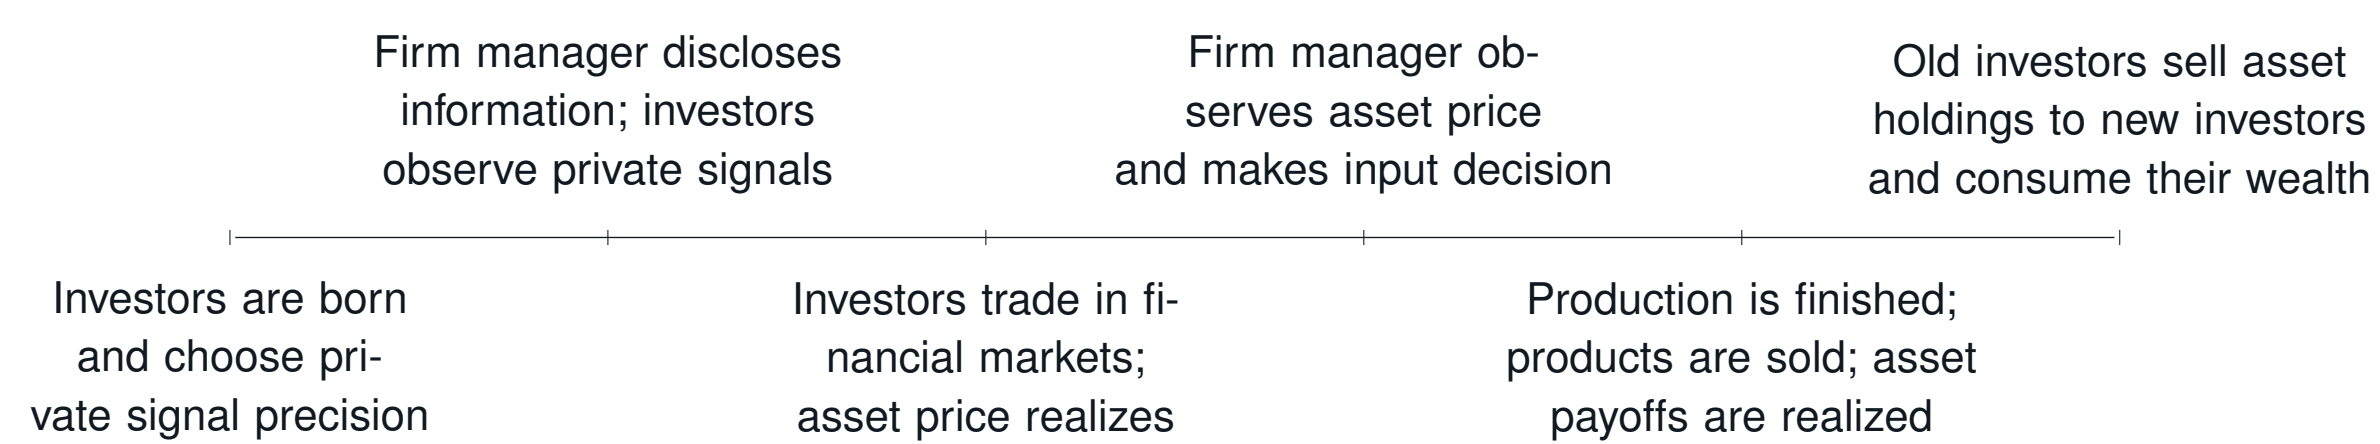 Firm manager discloses
information; investors
observe private signals
Firm manager ob-
serves asset price
and makes input decision
Old investors sell asset
holdings to new investors
and consume their wealth
Investors are born
and choose pri-
vate signal precision
Investors trade in fi-
nancial markets;
asset price realizes
Production is finished;
products are sold; asset
payoffs are realized